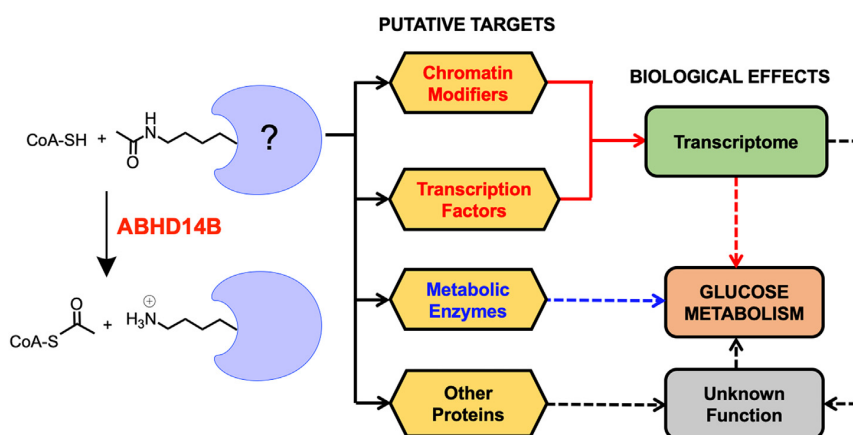 PUTATIVE TARGETS
Chromatin
Modifiers
BIOLOGICAL EFFECTS
CoA-SH +
H
N
O
?
Transcriptome
Transcription
Factors
ABHD14B
Metabolic
Enzymes
GLUCOSE
METABOLISM
O
CoA-S
+
H₃N
⊕
Other
Proteins
Unknown
Function